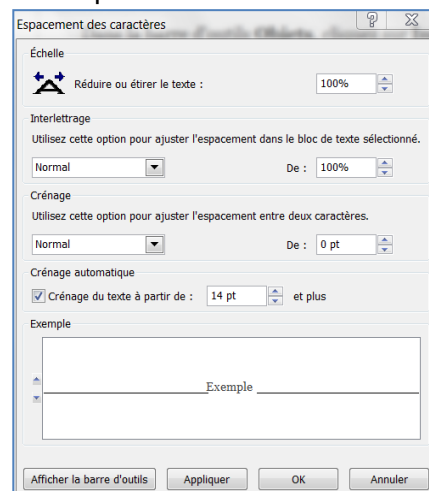 Espacement des caractères
Échelle
Réduire ou étirer le texte : 100%
Interlettrage
Utilisez cette option pour ajuster l'espacement dans le bloc de texte sélectionné.
Normal De : 100%
Crénage
Utilisez cette option pour ajuster l'espacement entre deux caractères.
Normal De : 0 pt
Crénage automatique
Crénage du texte à partir de : 14 pt et plus
Exemple
Exemple
Afficher la barre d'outils Appliquer OK Annuler